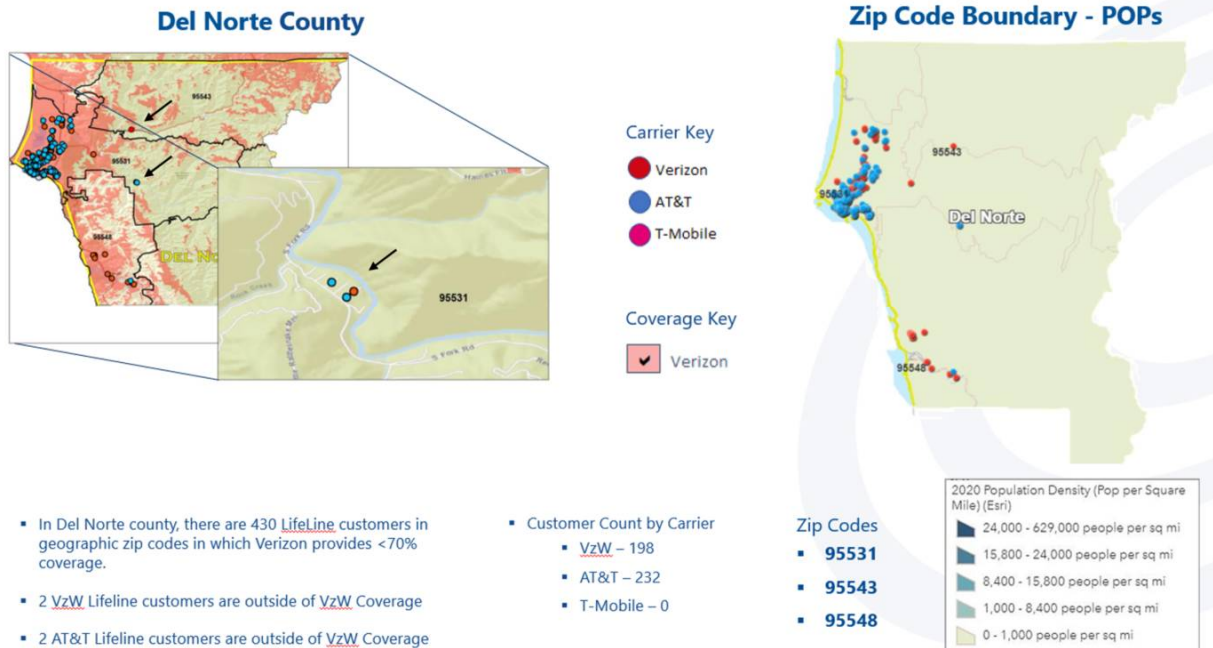 Del Norte County
Zip Code Boundary - POPs
95543
95531
95548
S Fork Rd
95531
S Fork Rd
Carrier Key
Verizon
AT&T
T-Mobile
Coverage Key
Verizon
95543
Del Norte
95548
▪ In Del Norte county, there are 430 LifeLine customers in
geographic zip codes in which Verizon provides <70%
coverage.
▪ 2 VzW Lifeline customers are outside of VzW Coverage
▪ 2 AT&T Lifeline customers are outside of VzW Coverage
▪ Customer Count by Carrier
▪ VzW – 198
▪ AT&T – 232
▪ T-Mobile – 0
Zip Codes
▪ 95531
▪ 95543
▪ 95548
2020 Population Density (Pop per Square
Mile) (Esri)
24,000 - 629,000 people per sq mi
15,800 - 24,000 people per sq mi
8,400 - 15,800 people per sq mi
1,000 - 8,400 people per sq mi
0 - 1,000 people per sq mi